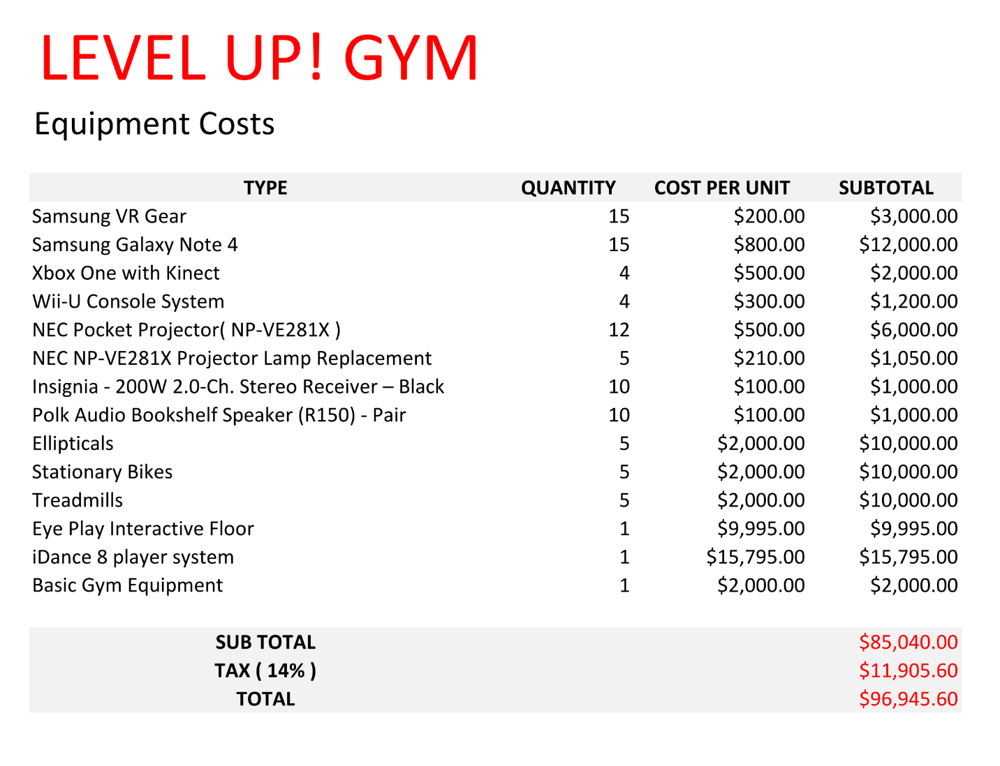 LEVEL UP! GYM
Equipment Costs
TYPE QUANTITY COST PER UNIT SUBTOTAL
Samsung VR Gear 15 $200.00 $3,000.00
Samsung Galaxy Note 4 15 $800.00 $12,000.00
Xbox One with Kinect 4 $500.00 $2,000.00
Wii-U Console System 4 $300.00 $1,200.00
NEC Pocket Projector( NP-VE281X ) 12 $500.00 $6,000.00
NEC NP-VE281X Projector Lamp Replacement 5 $210.00 $1,050.00
Insignia - 200W 2.0-Ch. Stereo Receiver – Black 10 $100.00 $1,000.00
Polk Audio Bookshelf Speaker (R150) - Pair 10 $100.00 $1,000.00
Ellipticals 5 $2,000.00 $10,000.00
Stationary Bikes 5 $2,000.00 $10,000.00
Treadmills 5 $2,000.00 $10,000.00
Eye Play Interactive Floor 1 $9,995.00 $9,995.00
iDance 8 player system 1 $15,795.00 $15,795.00
Basic Gym Equipment 1 $2,000.00 $2,000.00
SUB TOTAL $85,040.00
TAX ( 14% ) $11,905.60
TOTAL $96,945.60